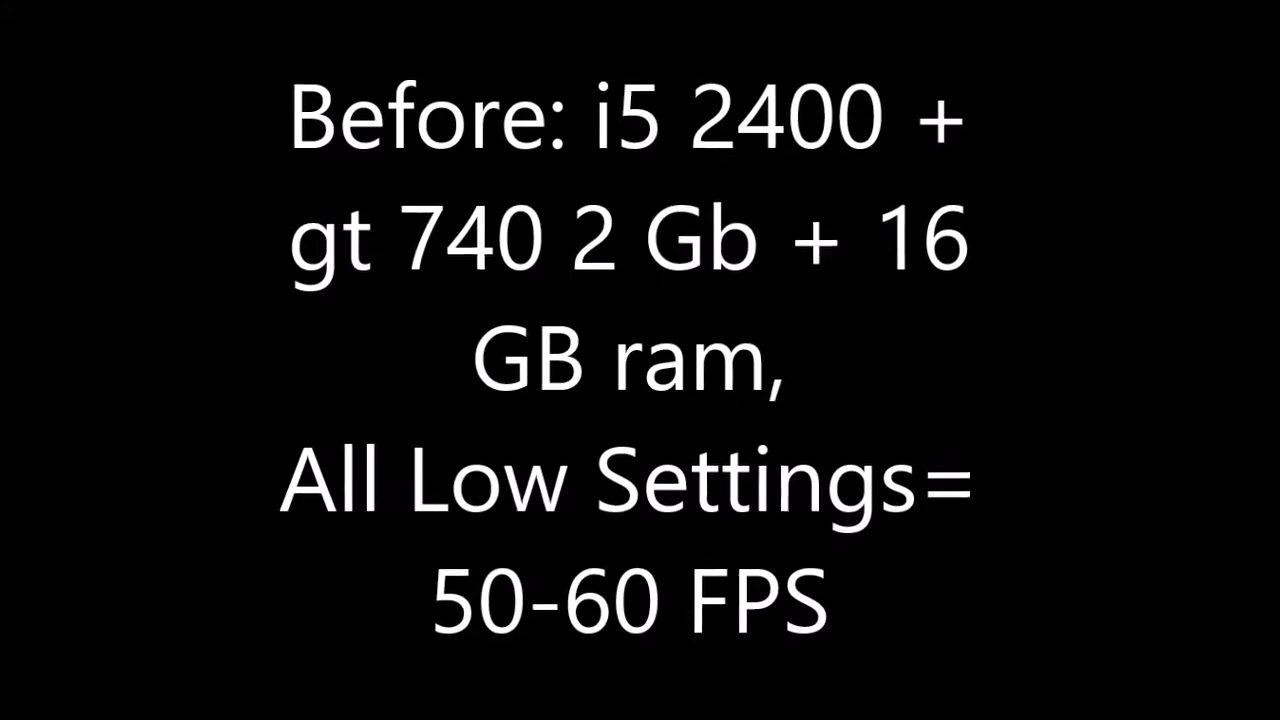 Before: i5 2400 +
gt 740 2 Gb + 16
GB ram,
All Low Settings=
50-60 FPS